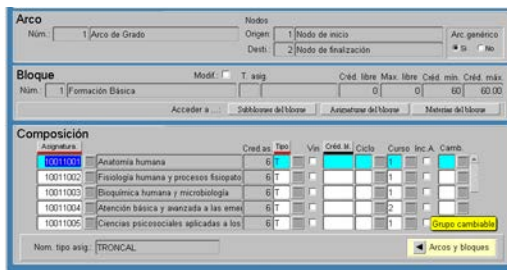 Arco
Nodos
Núm.: 1 Arco de Grado Origen: 1 Nodo de inicio Arc.genérico
Desti.: 2 Nodo de finalización Si No
Bloque Modif.: T. asig. Créd. libre Max. libre Créd. mín. Créd. máx.
Núm.: 1 Formación Básica 0 0 60 60.00
Acceder a ...: Subbloques del bloque Asignaturas del bloque Materias del bloque
Composición
Asignatura Cred.as. Tipo Vin Créd. M. Ciclo Curso Inc.A. Camb.
10011001 Anatomía humana 6 T 1
10011002 Fisiología humana y procesos fisiopato 6 T 1
10011003 Bioquímica humana y microbiología 6 T 1
10011004 Atención básica y avanzada a las emer 6 T 2
10011005 Ciencias psicosociales aplicadas a los 6 T 1 Grupo cambiable
Nom. tipo asig.: TRONCAL Arcos y bloques